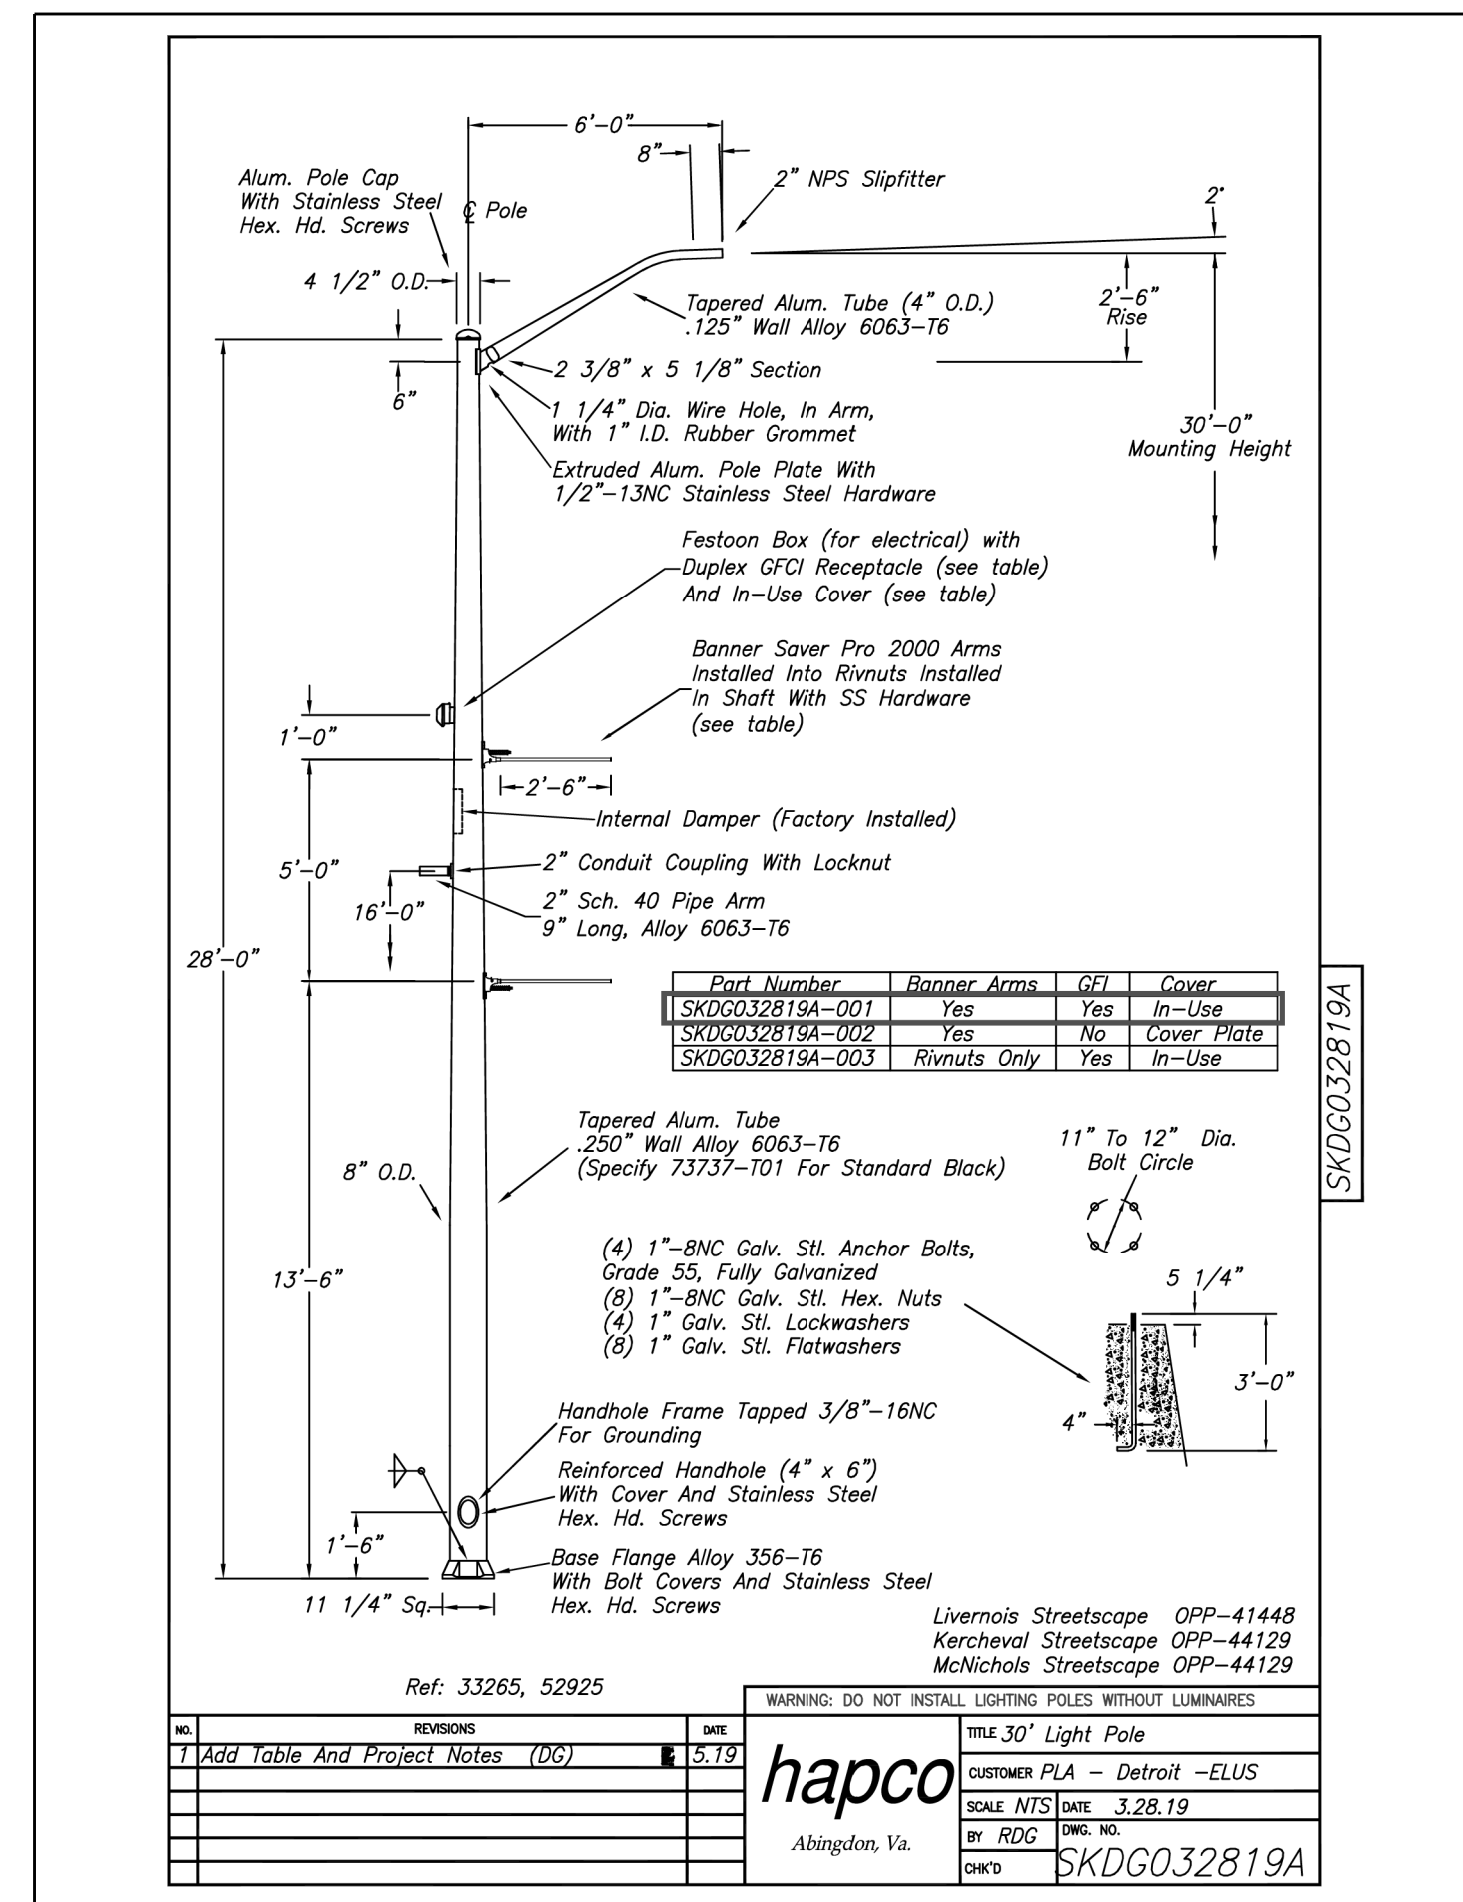 6'-0"
8"
2" NPS Slipfitter
Alum. Pole Cap
With Stainless Steel
Hex. Hd. Screws
℄ Pole
2°
4 1/2" O.D.
Tapered Alum. Tube (4" O.D.)
.125" Wall Alloy 6063-T6
2'-6"
Rise
2 3/8" x 5 1/8" Section
6"
1 1/4" Dia. Wire Hole, In Arm,
With 1" I.D. Rubber Grommet
30'-0"
Mounting Height
Extruded Alum. Pole Plate With
1/2"-13NC Stainless Steel Hardware
Festoon Box (for electrical) with
Duplex GFCI Receptacle (see table)
And In-Use Cover (see table)
Banner Saver Pro 2000 Arms
Installed Into Rivnuts Installed
In Shaft With SS Hardware
(see table)
1'-0"
2'-6"
Internal Damper (Factory Installed)
5'-0"
2" Conduit Coupling With Locknut
16'-0"
2" Sch. 40 Pipe Arm
9" Long, Alloy 6063-T6
28'-0"
Part Number Banner Arms GFI Cover
SKDG032819A-001 Yes Yes In-Use
SKDG032819A-002 Yes No Cover Plate
SKDG032819A-003 Rivnuts Only Yes In-Use
SKDG032819A
Tapered Alum. Tube
.250" Wall Alloy 6063-T6
(Specify 73737-T01 For Standard Black)
8" O.D.
11" To 12" Dia.
Bolt Circle
(4) 1"-8NC Galv. Stl. Anchor Bolts,
Grade 55, Fully Galvanized
(8) 1"-8NC Galv. Stl. Hex. Nuts
(4) 1" Galv. Stl. Lockwashers
(8) 1" Galv. Stl. Flatwashers
13'-6"
5 1/4"
3'-0"
4"
Handhole Frame Tapped 3/8"-16NC
For Grounding
Reinforced Handhole (4" x 6")
With Cover And Stainless Steel
Hex. Hd. Screws
1'-6"
Base Flange Alloy 356-T6
With Bolt Covers And Stainless Steel
Hex. Hd. Screws
11 1/4" Sq.
Livernois Streetscape OPP-41448
Kercheval Streetscape OPP-44129
McNichols Streetscape OPP-44129
Ref: 33265, 52925
WARNING: DO NOT INSTALL LIGHTING POLES WITHOUT LUMINAIRES
NO. REVISIONS DATE
1 Add Table And Project Notes (DG) 5.19
hapco
Abingdon, Va.
TITLE 30' Light Pole
CUSTOMER PLA - Detroit -ELUS
SCALE NTS DATE 3.28.19
BY RDG DWG. NO.
CHK'D SKDG032819A